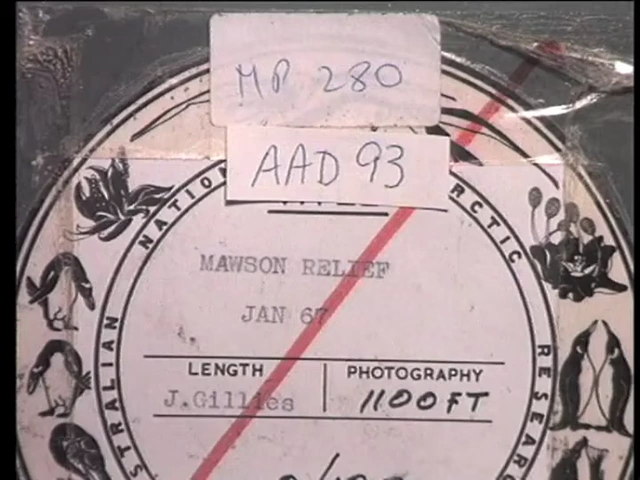 MP 280
AAD 93
MAWSON RELIEF
JAN 67
LENGTH
PHOTOGRAPHY
J.Gillies
1100FT